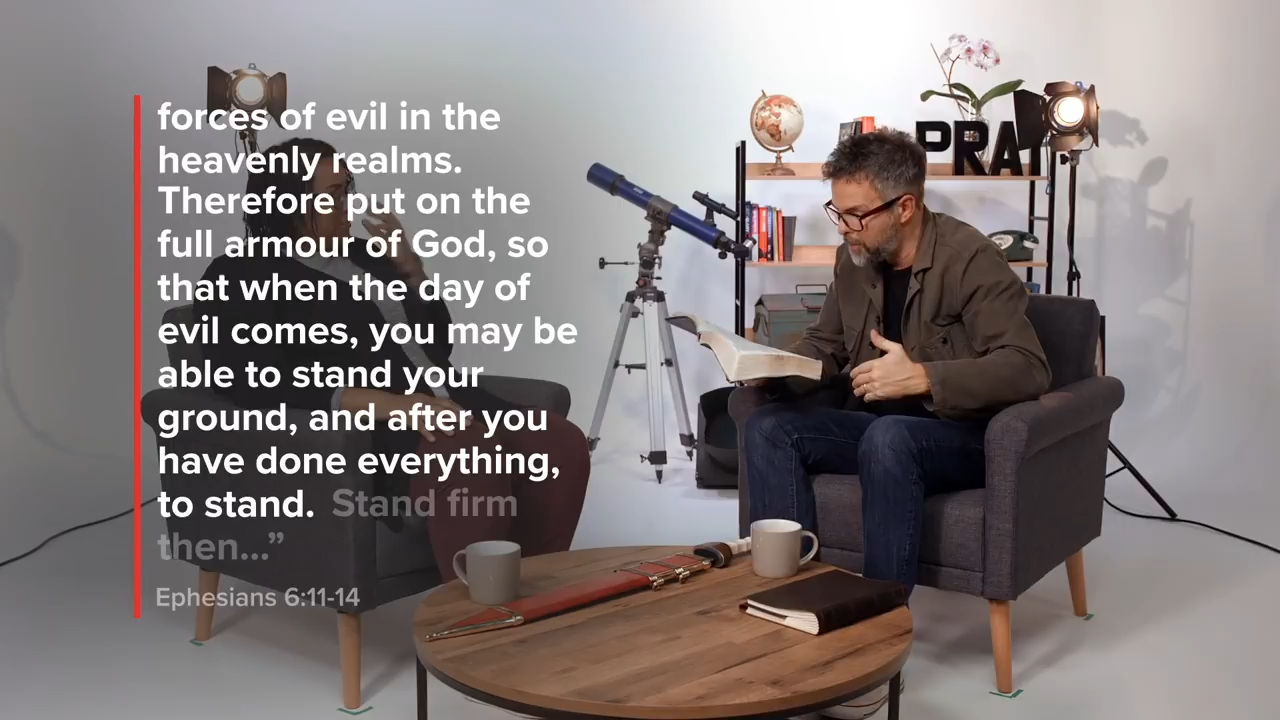 forces of evil in the
heavenly realms.
Therefore put on the
full armour of God, so
that when the day of
evil comes, you may be
able to stand your
ground, and after you
have done everything,
to stand. Stand firm
then...”
Ephesians 6:11-14
PRAY